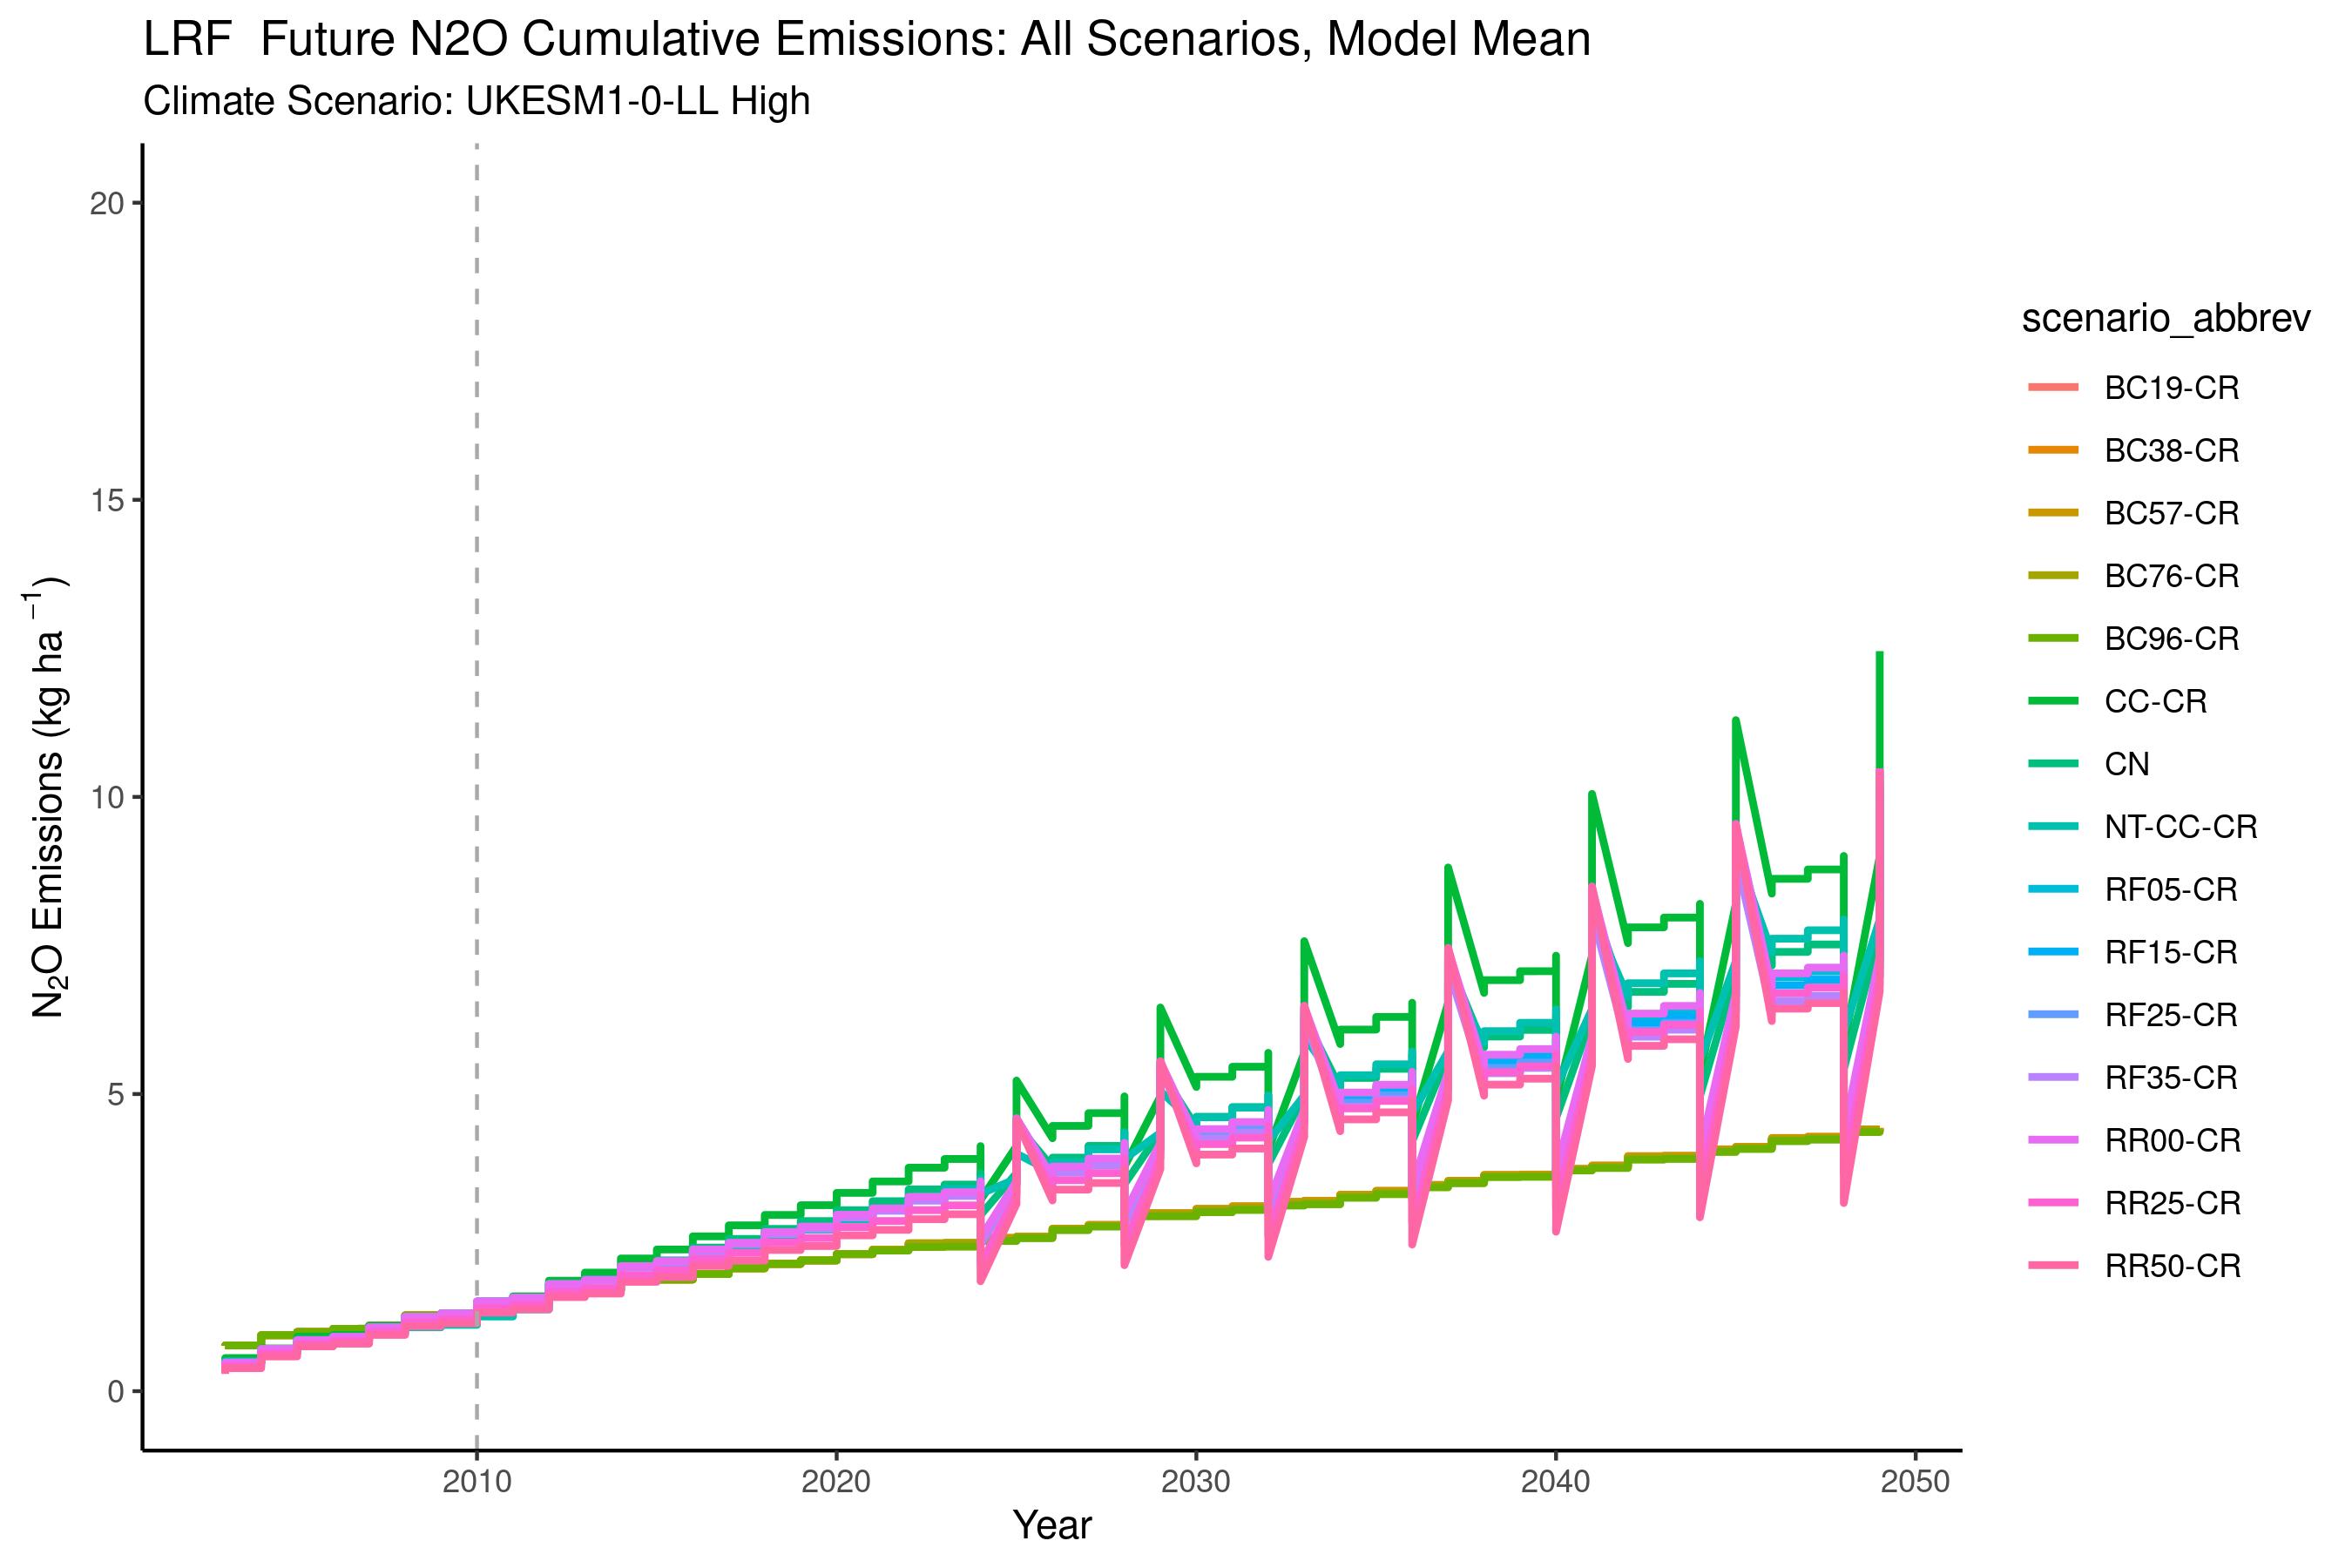 LRF  Future N2O Cumulative Emissions: All Scenarios, Model Mean
Climate Scenario: UKESM1-0-LL High
N₂O Emissions (kg ha⁻¹)
20
15
10
5
0
2010
2020
2030
2040
2050
Year
scenario_abbrev
BC19-CR
BC38-CR
BC57-CR
BC76-CR
BC96-CR
CC-CR
CN
NT-CC-CR
RF05-CR
RF15-CR
RF25-CR
RF35-CR
RR00-CR
RR25-CR
RR50-CR